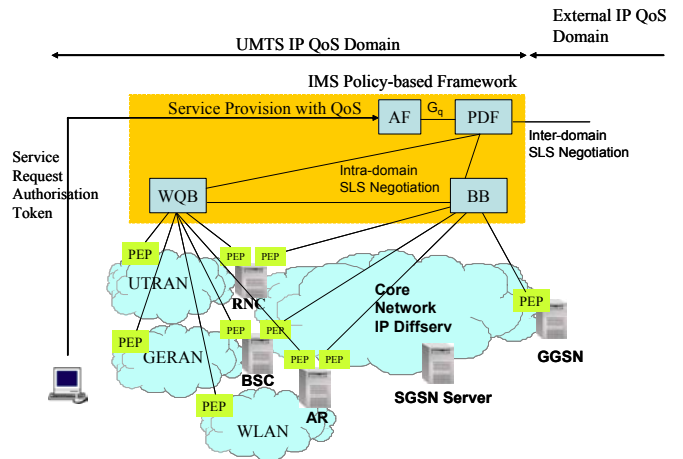 External IP QoS
Domain
UMTS IP QoS Domain
IMS Policy-based Framework
Service Provision with QoS
AF
Gq
PDF
Inter-domain
SLS Negotiation
Service
Request
Authorisation
Token
Intra-domain
SLS Negotiation
WQB
BB
PEP
PEP
PEP
UTRAN
RNC
Core
Network
IP Diffserv
PEP
GGSN
PEP
PEP
PEP
GERAN
BSC
PEP
PEP
SGSN Server
PEP
AR
WLAN